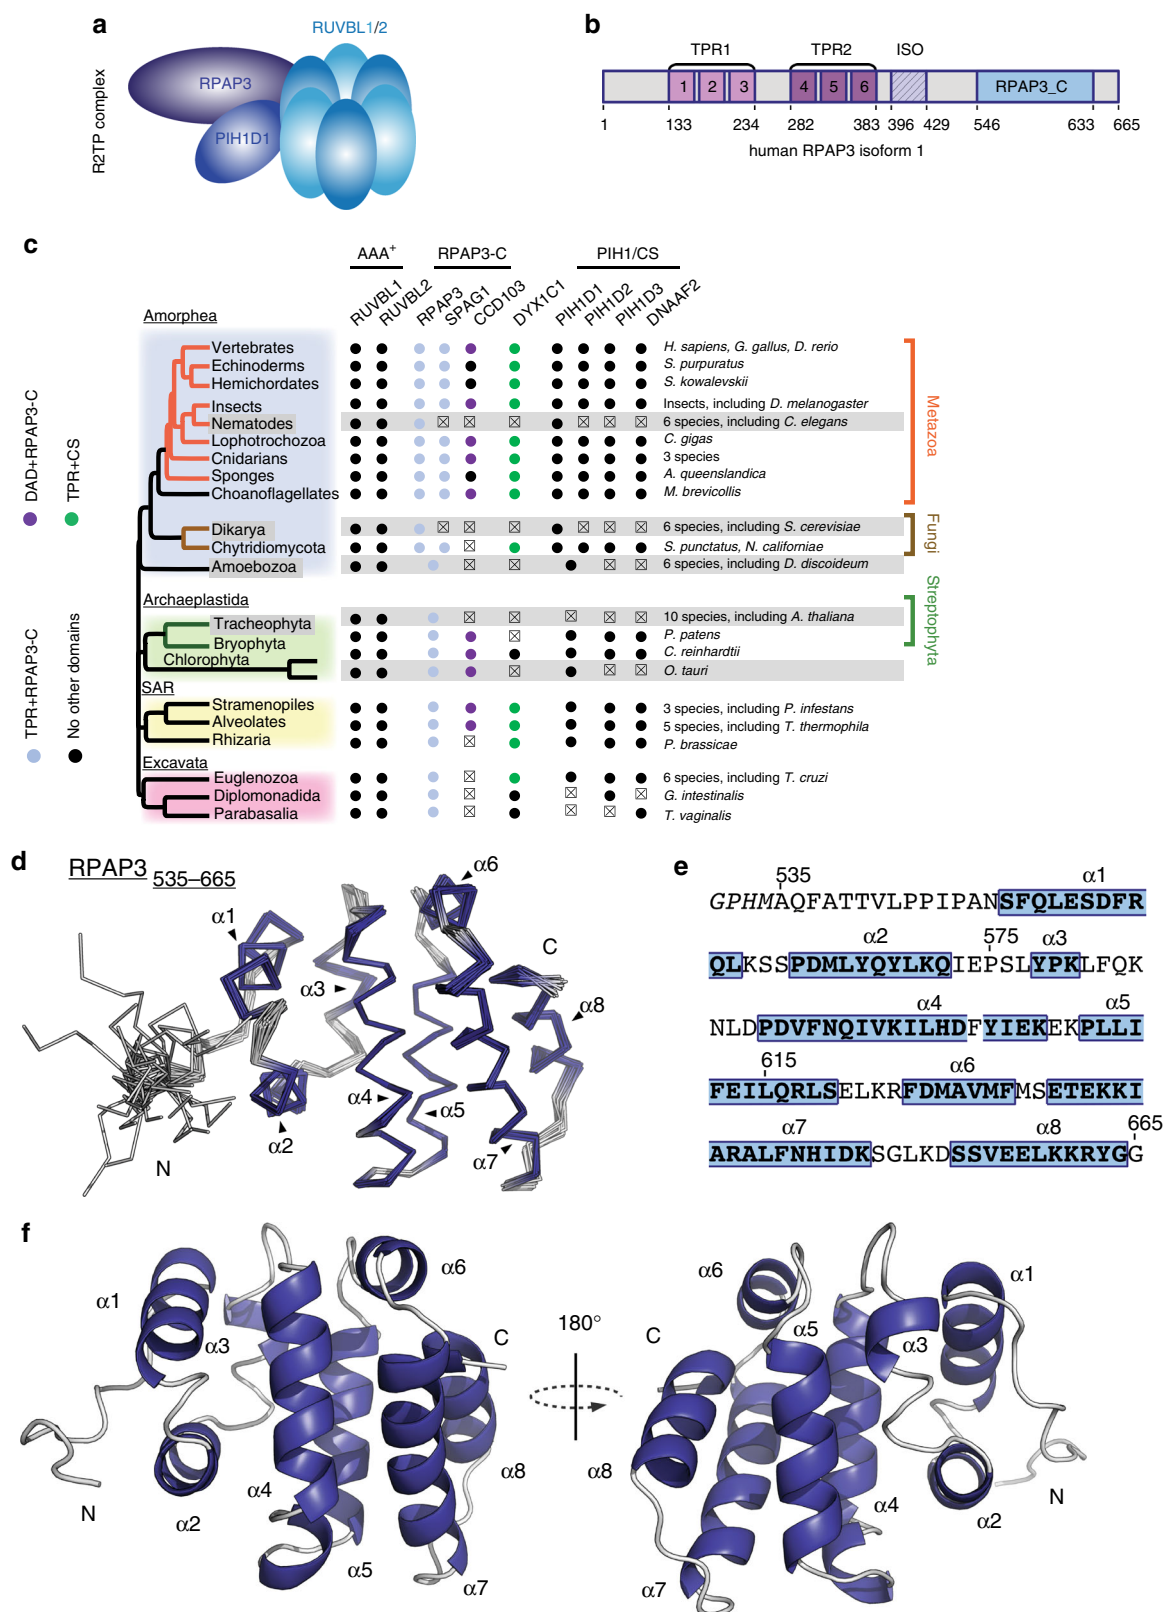 a
RUVBL1/2
R2TP complex
RPAP3
PIH1D1
b
TPR1 TPR2 ISO
1 2 3 4 5 6 RPAP3_C
1 133 234 282 383 396 429 546 633 665
human RPAP3 isoform 1
c
AAA+ RPAP3-C PIH1/CS
RUVBL1 RUVBL2 RPAP3 SPAG1 CCD103 DYX1C1 PIH1D1 PIH1D2 PIH1D3 DNAAF2
DAD+RPAP3-C
TPR+CS
TPR+RPAP3-C
No other domains
Amorphea
Vertebrates H. sapiens, G. gallus, D. rerio
Echinoderms S. purpuratus
Hemichordates S. kowalevskii
Insects Insects, including D. melanogaster
Nematodes 6 species, including C. elegans
Lophotrochozoa C. gigas
Cnidarians 3 species
Sponges A. queenslandica
Choanoflagellates M. brevicollis
Metazoa
Dikarya 6 species, including S. cerevisiae
Chytridiomycota S. punctatus, N. californiae
Fungi
Amoebozoa 6 species, including D. discoideum
Archaeplastida
Tracheophyta 10 species, including A. thaliana
Bryophyta P. patens
Streptophyta
Chlorophyta C. reinhardtii
O. tauri
SAR
Stramenopiles 3 species, including P. infestans
Alveolates 5 species, including T. thermophila
Rhizaria P. brassicae
Excavata
Euglenozoa 6 species, including T. cruzi
Diplomonadida G. intestinalis
Parabasalia T. vaginalis
d
RPAP3 535–665
α1
α6
C
α3
α8
α4
α5
α2
α7
N
e
535 α1
GPHMAQFATTVLPPIPANSFQLESDFR
α2 575 α3
QLKSSPDMLYQYLKQIEPSLYPKLFQK
α4 α5
NLDPDVFNQIVKILHDFYIEKEKPLLI
615 α6
FEILQRLSELKRFDMAVMFMSETEKKI
α7 α8 665
ARALFNHIDKSGLKDSSVEELKKRYGG
f
α1
α6
α3
C
α4
α8
N
α2
α5
α7
180°
α6
α1
C
α5
α3
α8
α4
N
α2
α7